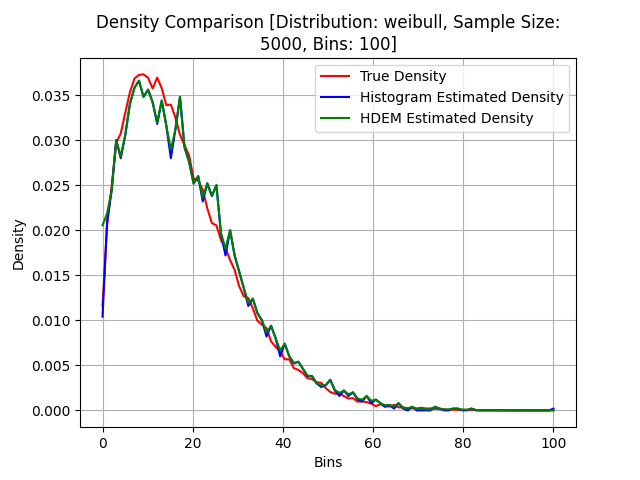 Density Comparison [Distribution: weibull, Sample Size:
5000, Bins: 100]
True Density
Histogram Estimated Density
HDEM Estimated Density
Density
0.035
0.030
0.025
0.020
0.015
0.010
0.005
0.000
0 20 40 60 80 100
Bins